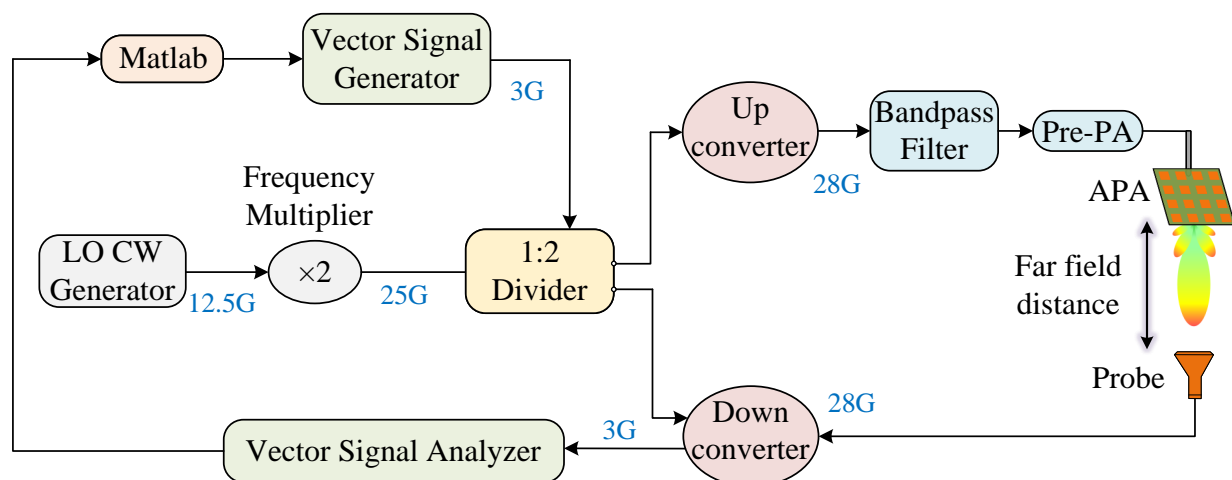 Matlab
Vector Signal
Generator
3G
Up
converter
28G
Bandpass
Filter
Pre-PA
APA
Frequency
Multiplier
LO CW
Generator
12.5G
×2
25G
1:2
Divider
Far field
distance
Probe
Down
converter
28G
3G
Vector Signal Analyzer